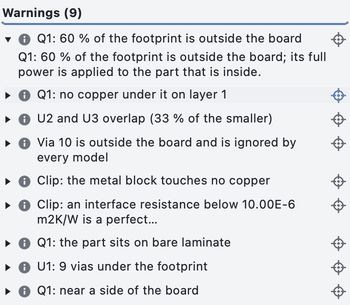 Warnings (9)
Q1: 60 % of the footprint is outside the board
Q1: 60 % of the footprint is outside the board; its full
power is applied to the part that is inside.
Q1: no copper under it on layer 1
U2 and U3 overlap (33 % of the smaller)
Via 10 is outside the board and is ignored by
every model
Clip: the metal block touches no copper
Clip: an interface resistance below 10.00E-6
m2K/W is a perfect...
Q1: the part sits on bare laminate
U1: 9 vias under the footprint
Q1: near a side of the board